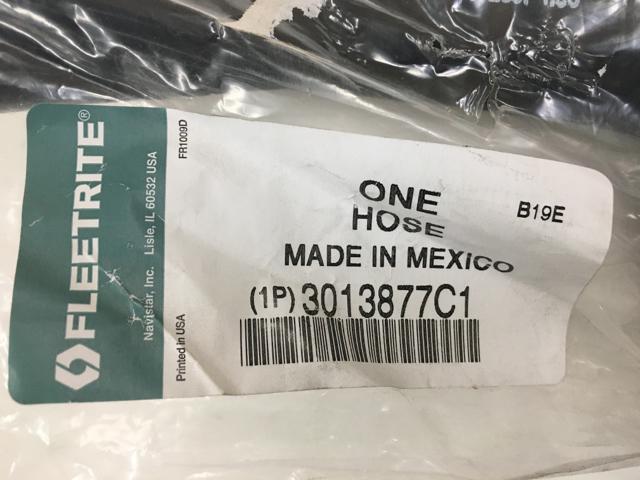 FLEETRITE®
Navistar, Inc. Lisle, IL 60532 USA
Printed in USA
FR1009D
ONE
HOSE
B19E
MADE IN MEXICO
(1P) 3013877C1